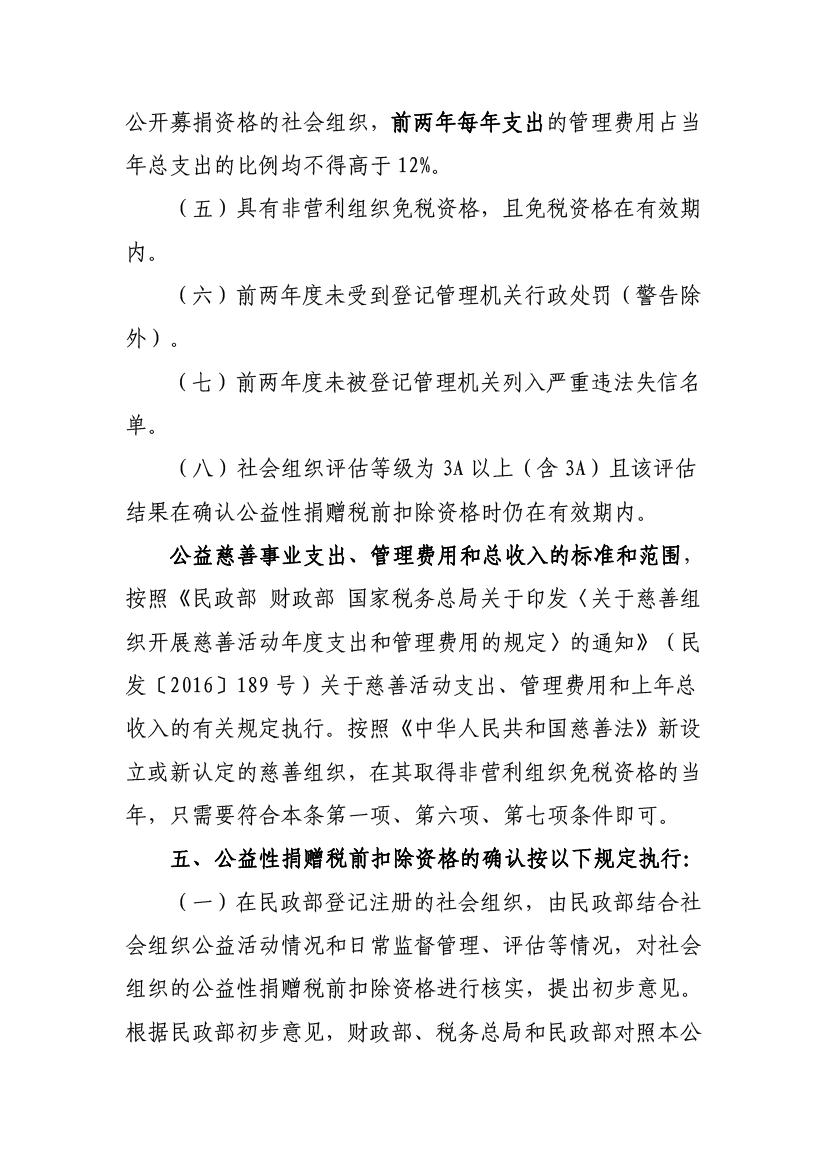 公开募捐资格的社会组织，前两年每年支出的管理费用占当
年总支出的比例均不得高于 12%。
（五）具有非营利组织免税资格，且免税资格在有效期
内。
（六）前两年度未受到登记管理机关行政处罚（警告除
外）。
（七）前两年度未被登记管理机关列入严重违法失信名
单。
（八）社会组织评估等级为 3A 以上（含 3A）且该评估
结果在确认公益性捐赠税前扣除资格时仍在有效期内。
公益慈善事业支出、管理费用和总收入的标准和范围，
按照《民政部 财政部 国家税务总局关于印发〈关于慈善组
织开展慈善活动年度支出和管理费用的规定〉的通知》（民
发〔2016〕189 号）关于慈善活动支出、管理费用和上年总
收入的有关规定执行。按照《中华人民共和国慈善法》新设
立或新认定的慈善组织，在其取得非营利组织免税资格的当
年，只需要符合本条第一项、第六项、第七项条件即可。
五、公益性捐赠税前扣除资格的确认按以下规定执行：
（一）在民政部登记注册的社会组织，由民政部结合社
会组织公益活动情况和日常监督管理、评估等情况，对社会
组织的公益性捐赠税前扣除资格进行核实，提出初步意见。
根据民政部初步意见，财政部、税务总局和民政部对照本公